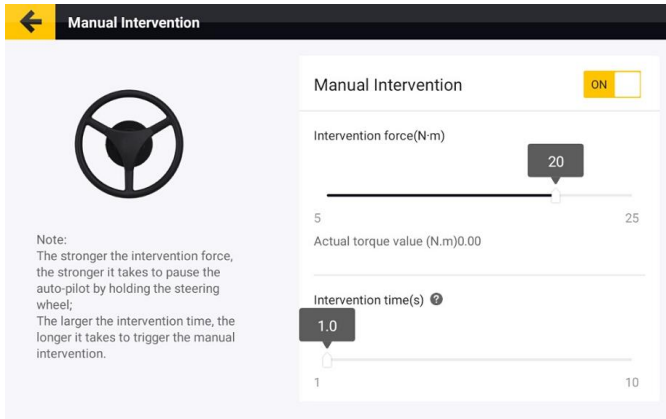 Manual Intervention
Manual Intervention
ON
Intervention force(N·m)
20
5
25
Actual torque value (N.m)0.00
Note:
The stronger the intervention force,
the stronger it takes to pause the
auto-pilot by holding the steering
wheel;
The larger the intervention time, the
longer it takes to trigger the manual
intervention.
Intervention time(s) ?
1.0
1
10